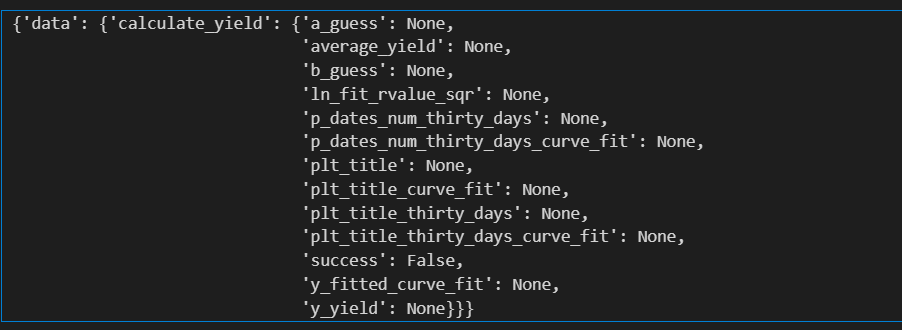 {'data': {'calculate_yield': {'a_guess': None,
'average_yield': None,
'b_guess': None,
'ln_fit_rvalue_sqr': None,
'p_dates_num_thirty_days': None,
'p_dates_num_thirty_days_curve_fit': None,
'plt_title': None,
'plt_title_curve_fit': None,
'plt_title_thirty_days': None,
'plt_title_thirty_days_curve_fit': None,
'success': False,
'y_fitted_curve_fit': None,
'y_yield': None}}}